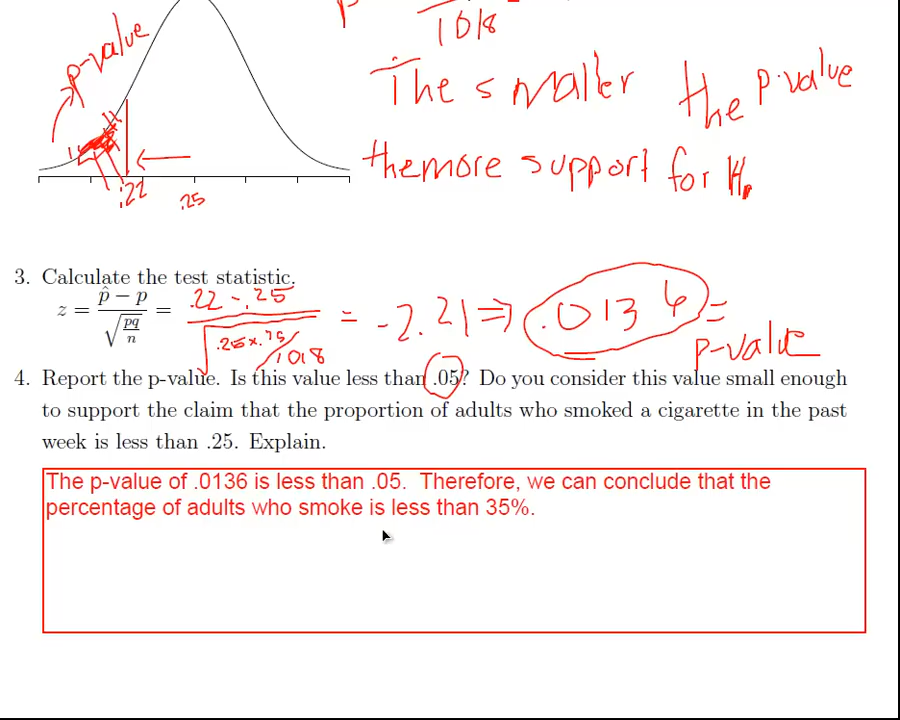 1018
The smaller the p-value
p-value
the more support for H
.22
.25
3. Calculate the test statistic.
z = p̂ − p / √(pq/n) = .22 - .25 / √(.25 x .75 / 1018) = -2.21 ⇒ .0136 =
p-value
4. Report the p-value. Is this value less than .05? Do you consider this value small enough
to support the claim that the proportion of adults who smoked a cigarette in the past
week is less than .25. Explain.
The p-value of .0136 is less than .05. Therefore, we can conclude that the
percentage of adults who smoke is less than 35%.